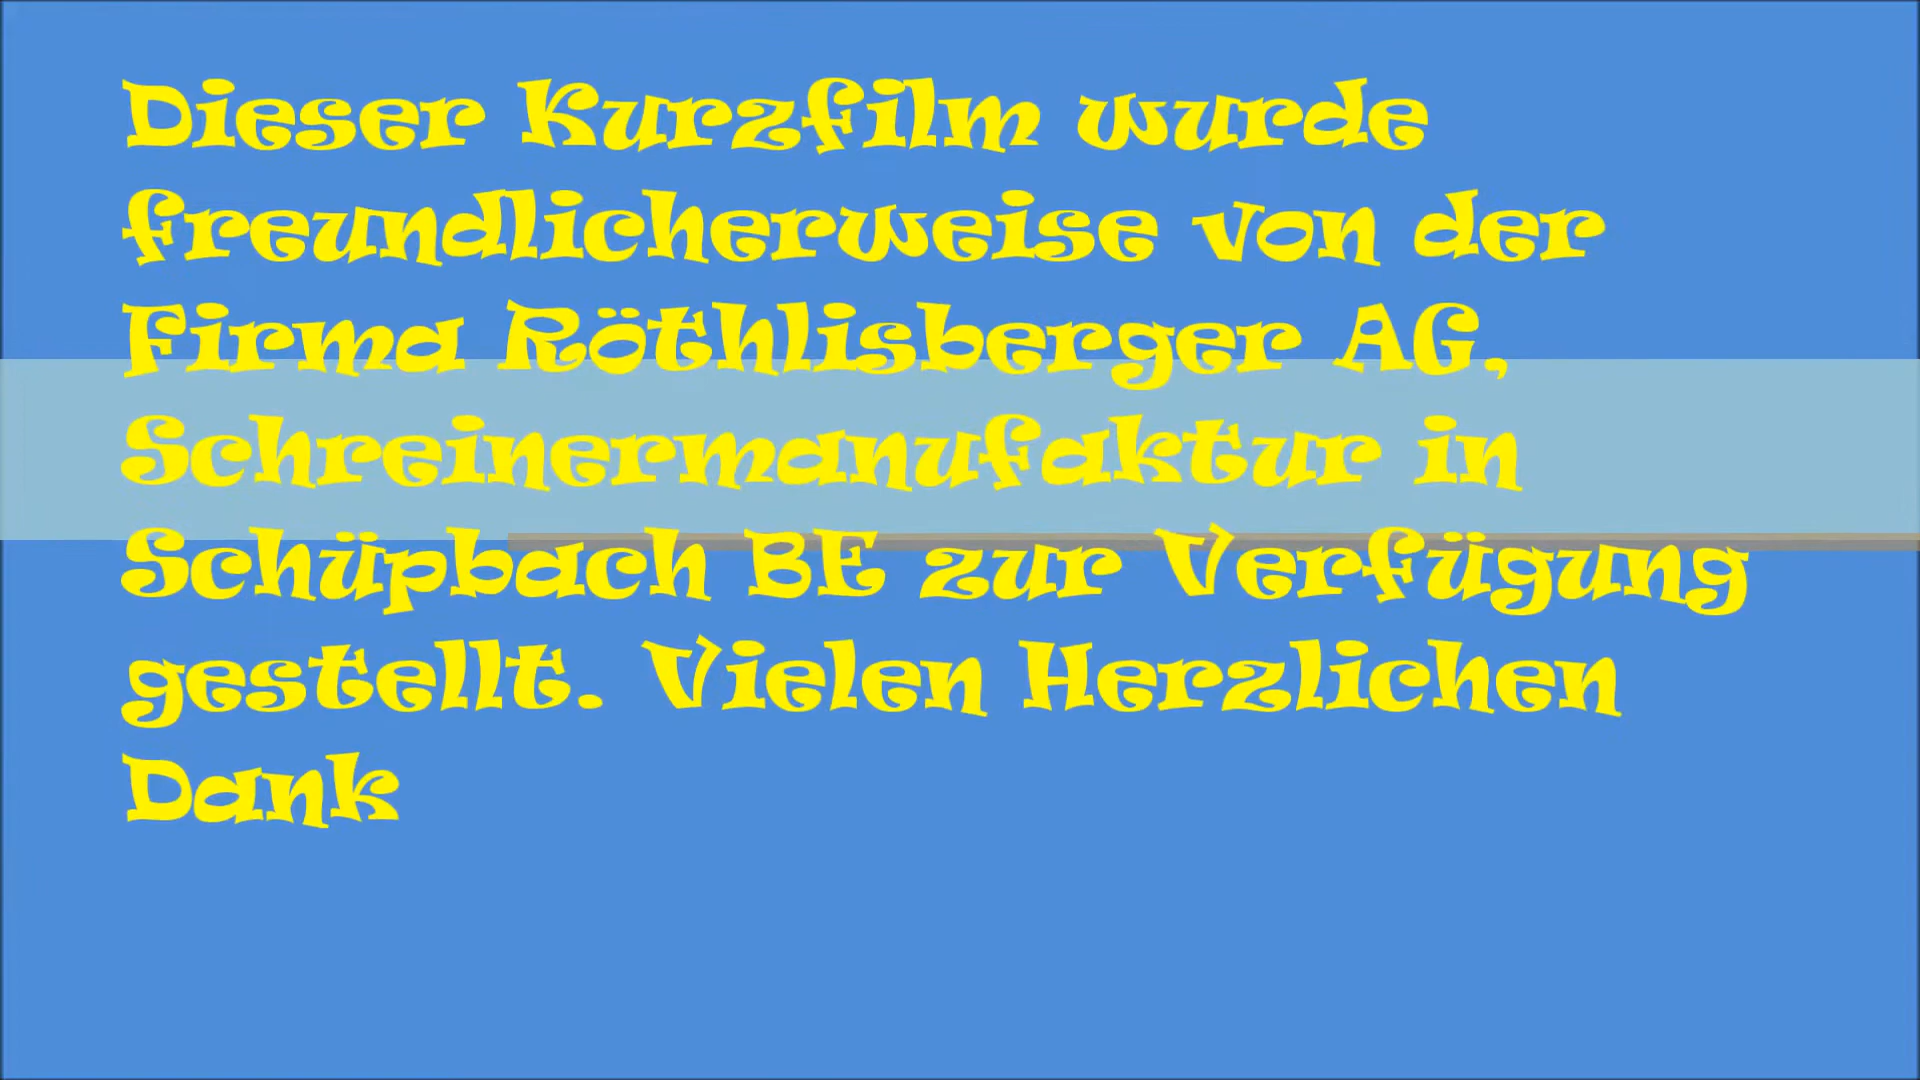 Dieser Kurzfilm wurde
freundlicherweise von der
Firma Röthlisberger AG,
Schreinermanufaktur in
Schüpbach BE zur Verfügung
gestellt. Vielen Herzlichen
Dank